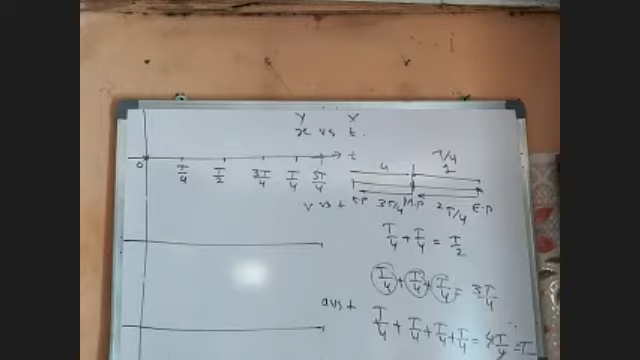 Y X
x vs t.
0 T/4 T/2 3T/4 T/4 5T/4 t
T/4
4 2
E.P 3T/4 M.P 2T/4 E.P
v vs t
T/4 + T/4 = T/2
T/4 + T/4 + T/4 = 3T/4
a vs t
T/4 + T/4 + T/4 + T/4 = 4T/4 = T